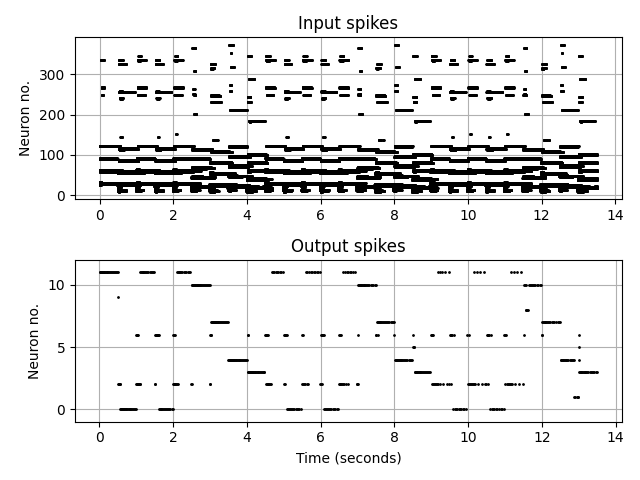 Input spikes
Neuron no.
300
200
100
0
0 2 4 6 8 10 12 14
Output spikes
Neuron no.
10
5
0
0 2 4 6 8 10 12 14
Time (seconds)